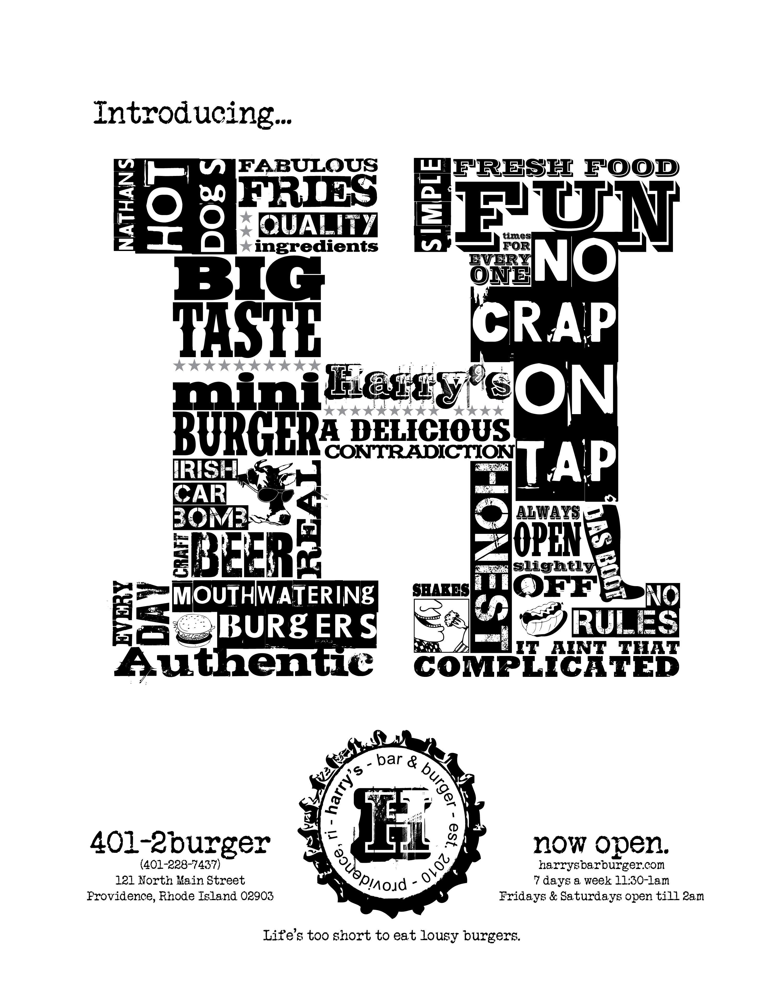 Introducing...
NATHANS
HOT
DOgS
FABULOUS
FRIES
QUALITY
ingredients
BIG
TASTE
mini
BURGER
IRISH
CAR
BOMB
REAL
CRAFT
BEER
EVERY
DAY
MOUTHWATERING
BURgERS
Authentic
Harry's
A DELICIOUS
CONTRADICTION
SIMPLE
FRESH FOOD
FUN
times
FOR
EVERY
ONE
NO
CRAP
ON
TAP
HONEST
ALWAYS
OPEN
slightly
OFF
DAS BOOT
SHAKES
NO
RULES
IT AINT THAT
COMPLICATED
harry's - bar & burger - est. 2010 - providence, ri -
H
401-2burger
(401-228-7437)
121 North Main Street
Providence, Rhode Island 02903
now open.
harrysbarburger.com
7 days a week 11:30-1am
Fridays & Saturdays open till 2am
Life's too short to eat lousy burgers.